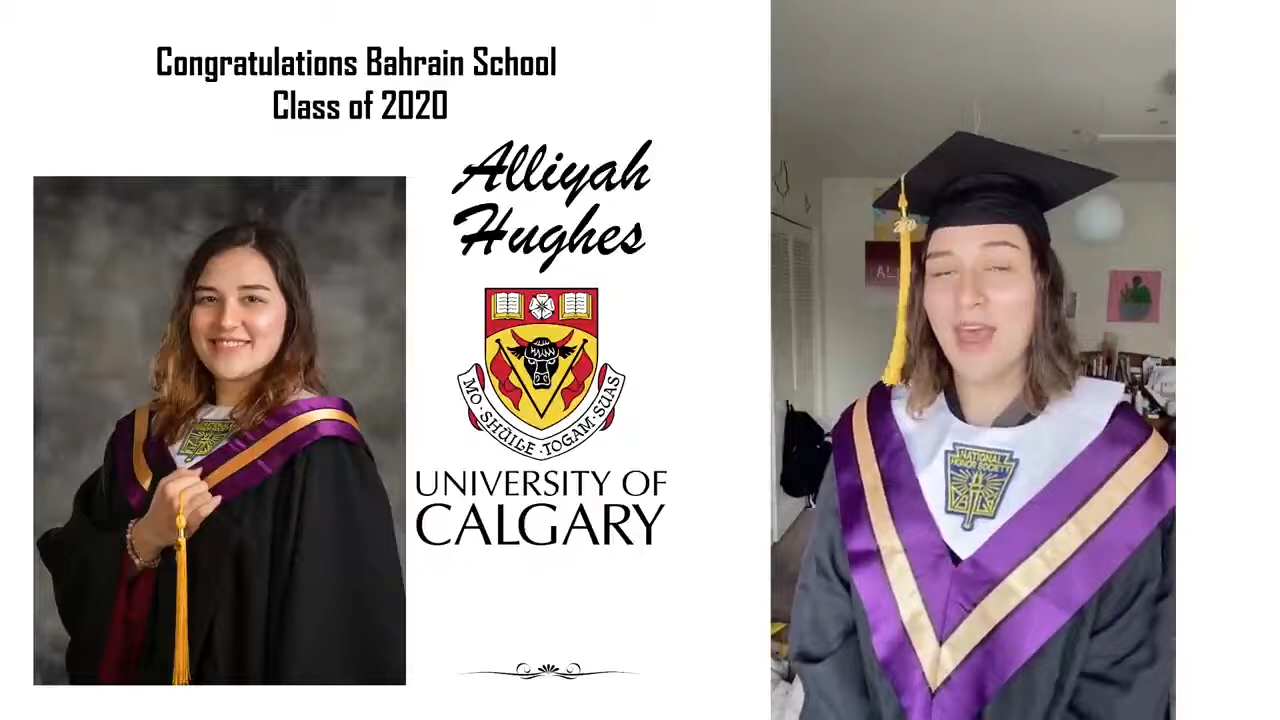 Congratulations Bahrain School
Class of 2020
Alliyah
Hughes
MO·SHÙILE·TOGAM·SUAS
UNIVERSITY OF
CALGARY
NATIONAL
HONOR SOCIETY